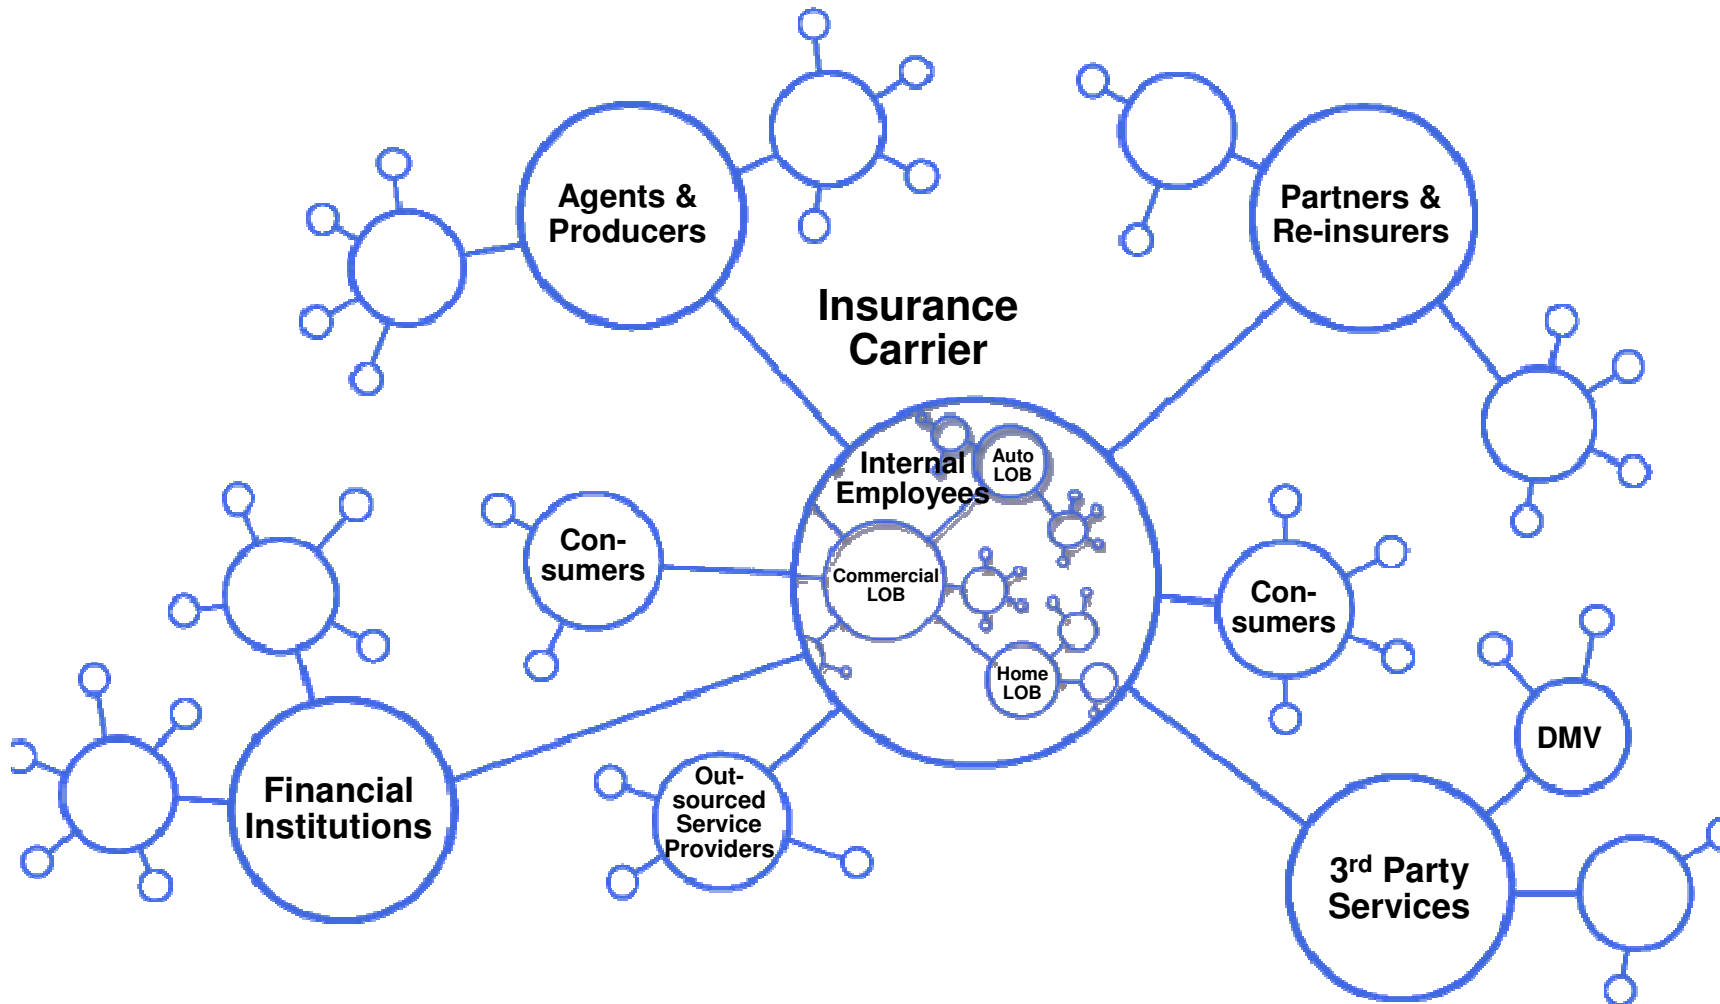 Agents &
Producers
Partners &
Re-insurers
Insurance
Carrier
Internal
Employees
Auto
LOB
Con-
sumers
Commercial
LOB
Con-
sumers
Home
LOB
DMV
Financial
Institutions
Out-
sourced
Service
Providers
3rd Party
Services